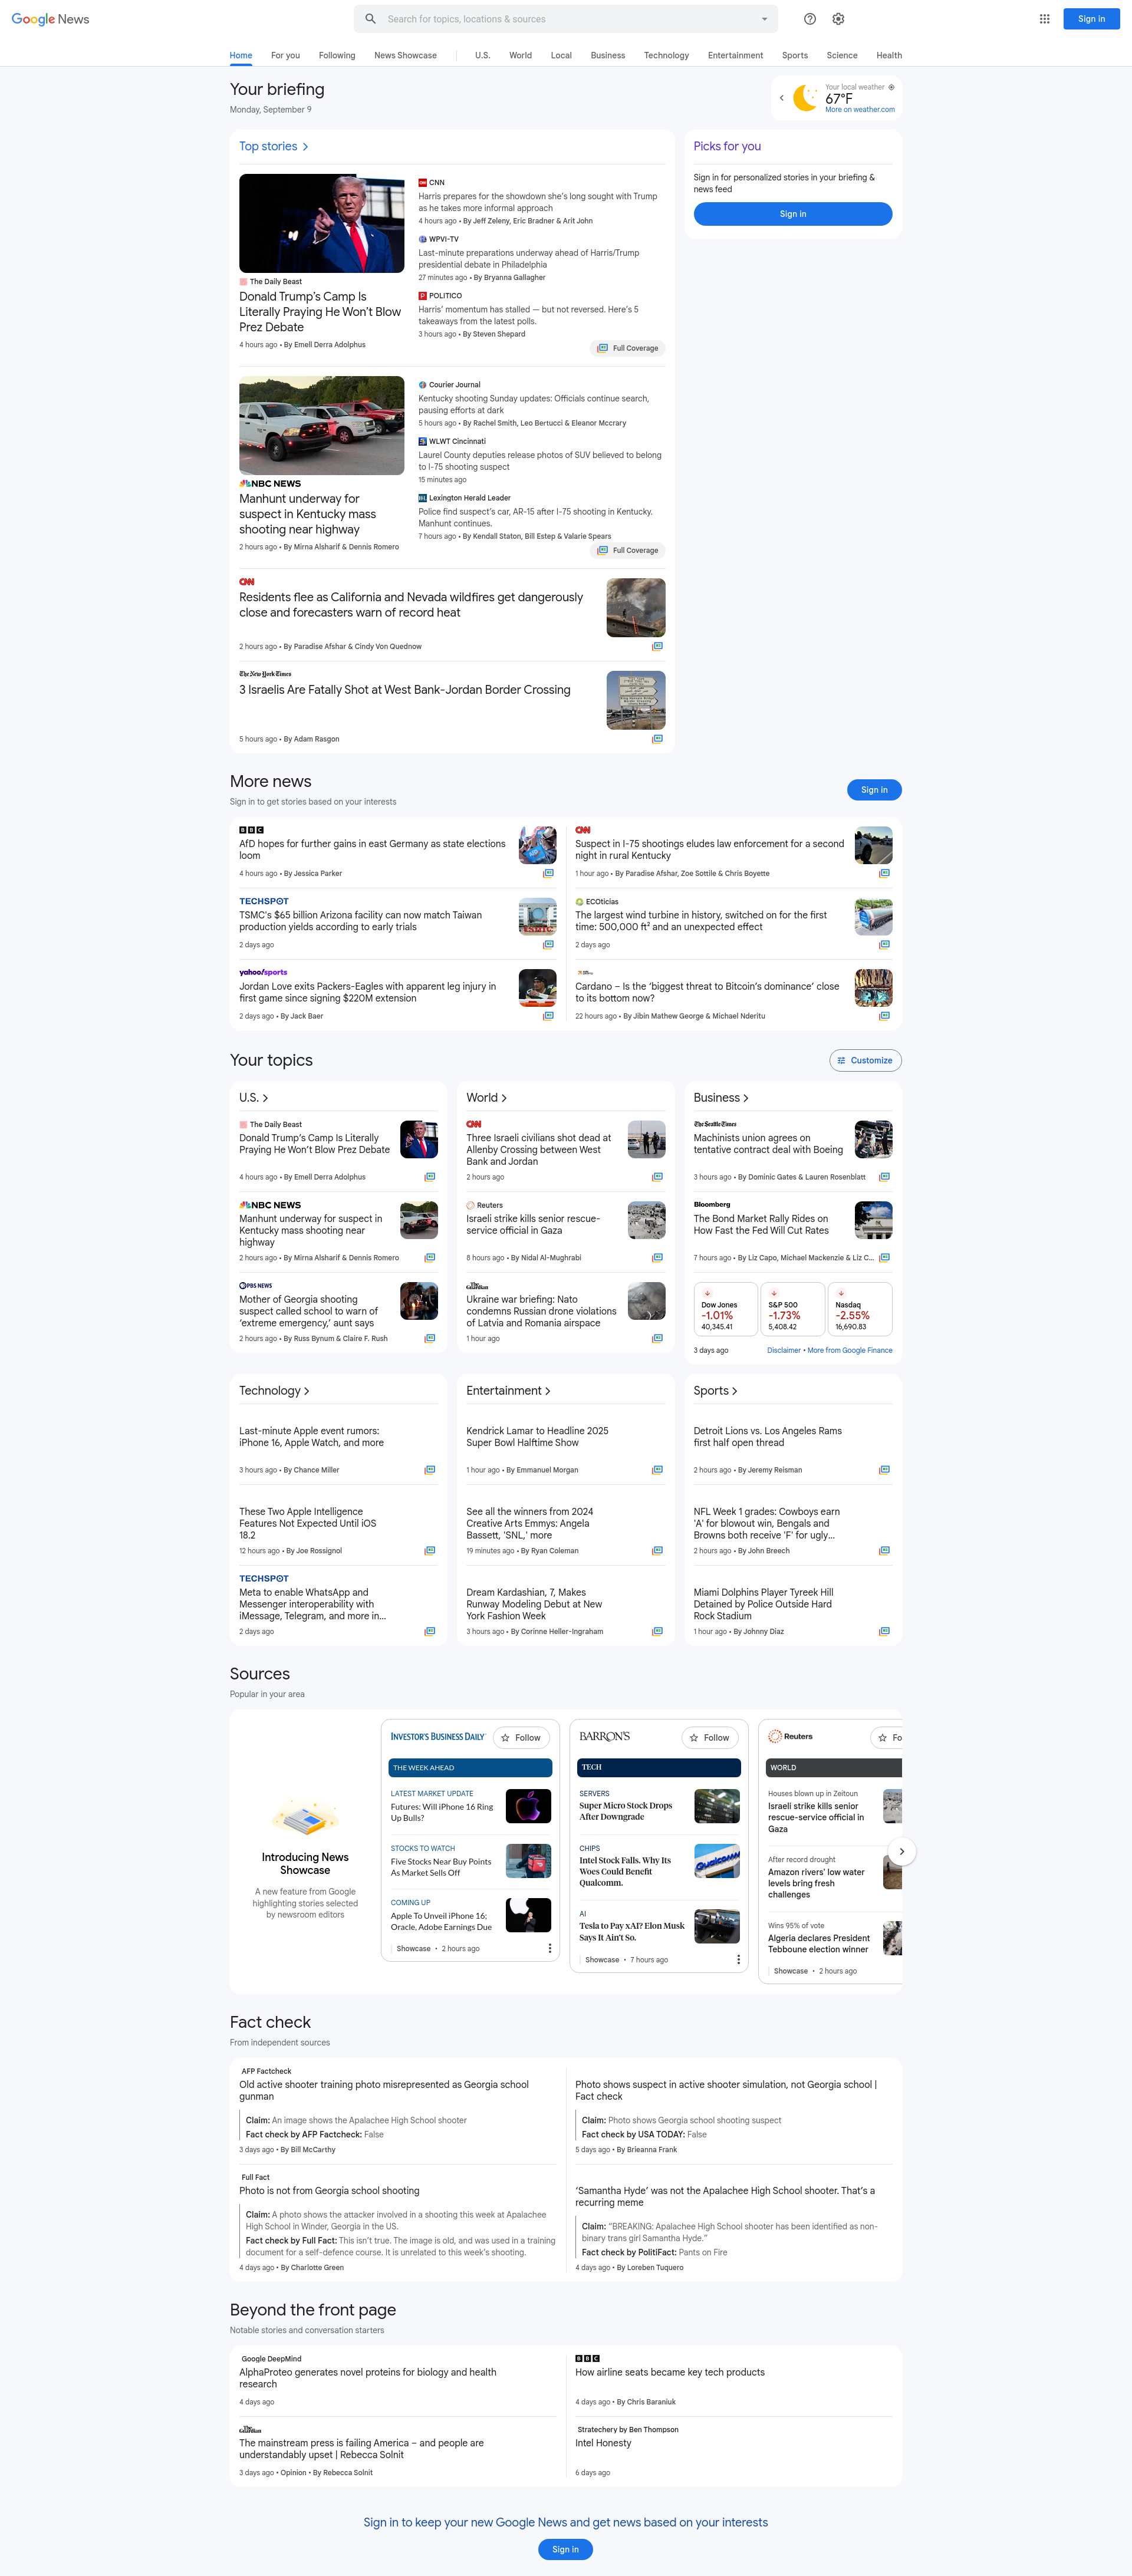 Google News
Search for topics, locations & sources
Sign in
Home
For you
Following
News Showcase
U.S.
World
Local
Business
Technology
Entertainment
Sports
Science
Health
Your briefing
Monday, September 9
Your local weather
67°F
More on weather.com
Top stories
The Daily Beast
Donald Trump's Camp Is
Literally Praying He Won't Blow
Prez Debate
4 hours ago • By Emell Derra Adolphus
CNN
Harris prepares for the showdown she's long sought with Trump
as he takes more informal approach
4 hours ago • By Jeff Zeleny, Eric Bradner & Arit John
WPVI-TV
Last-minute preparations underway ahead of Harris/Trump
presidential debate in Philadelphia
27 minutes ago • By Bryanna Gallagher
POLITICO
Harris' momentum has stalled — but not reversed. Here's 5
takeaways from the latest polls.
3 hours ago • By Steven Shepard
Full Coverage
NBC NEWS
Manhunt underway for
suspect in Kentucky mass
shooting near highway
2 hours ago • By Mirna Alsharif & Dennis Romero
Courier Journal
Kentucky shooting Sunday updates: Officials continue search,
pausing efforts at dark
5 hours ago • By Rachel Smith, Leo Bertucci & Eleanor Mccrary
WLWT Cincinnati
Laurel County deputies release photos of SUV believed to belong
to I-75 shooting suspect
15 minutes ago
Lexington Herald Leader
Police find suspect's car, AR-15 after I-75 shooting in Kentucky.
Manhunt continues.
7 hours ago • By Kendall Staton, Bill Estep & Valarie Spears
Full Coverage
CNN
Residents flee as California and Nevada wildfires get dangerously
close and forecasters warn of record heat
2 hours ago • By Paradise Afshar & Cindy Von Quednow
The New York Times
3 Israelis Are Fatally Shot at West Bank-Jordan Border Crossing
5 hours ago • By Adam Rasgon
Picks for you
Sign in for personalized stories in your briefing &
news feed
Sign in
More news
Sign in to get stories based on your interests
Sign in
BBC
AfD hopes for further gains in east Germany as state elections
loom
4 hours ago • By Jessica Parker
TECHSPOT
TSMC's $65 billion Arizona facility can now match Taiwan
production yields according to early trials
2 days ago
yahoo!sports
Jordan Love exits Packers-Eagles with apparent leg injury in
first game since signing $220M extension
2 days ago • By Jack Baer
CNN
Suspect in I-75 shootings eludes law enforcement for a second
night in rural Kentucky
1 hour ago • By Paradise Afshar, Zoe Sottile & Chris Boyette
ECOticias
The largest wind turbine in history, switched on for the first
time: 500,000 ft² and an unexpected effect
2 days ago
Cardano – Is the 'biggest threat to Bitcoin's dominance' close
to its bottom now?
22 hours ago • By Jibin Mathew George & Michael Nderitu
Your topics
Customize
U.S.
The Daily Beast
Donald Trump's Camp Is Literally
Praying He Won't Blow Prez Debate
4 hours ago • By Emell Derra Adolphus
NBC NEWS
Manhunt underway for suspect in
Kentucky mass shooting near
highway
2 hours ago • By Mirna Alsharif & Dennis Romero
PBS NEWS
Mother of Georgia shooting
suspect called school to warn of
'extreme emergency,' aunt says
2 hours ago • By Russ Bynum & Claire F. Rush
World
CNN
Three Israeli civilians shot dead at
Allenby Crossing between West
Bank and Jordan
2 hours ago
Reuters
Israeli strike kills senior rescue-
service official in Gaza
8 hours ago • By Nidal Al-Mughrabi
The Guardian
Ukraine war briefing: Nato
condemns Russian drone violations
of Latvia and Romania airspace
1 hour ago
Business
The Seattle Times
Machinists union agrees on
tentative contract deal with Boeing
3 hours ago • By Dominic Gates & Lauren Rosenblatt
Bloomberg
The Bond Market Rally Rides on
How Fast the Fed Will Cut Rates
7 hours ago • By Liz Capo, Michael Mackenzie & Liz C...
Dow Jones
-1.01%
40,345.41
S&P 500
-1.73%
5,408.42
Nasdaq
-2.55%
16,690.83
3 days ago
Disclaimer • More from Google Finance
Technology
Last-minute Apple event rumors:
iPhone 16, Apple Watch, and more
3 hours ago • By Chance Miller
These Two Apple Intelligence
Features Not Expected Until iOS
18.2
12 hours ago • By Joe Rossignol
TECHSPOT
Meta to enable WhatsApp and
Messenger interoperability with
iMessage, Telegram, and more in...
2 days ago
Entertainment
Kendrick Lamar to Headline 2025
Super Bowl Halftime Show
1 hour ago • By Emmanuel Morgan
See all the winners from 2024
Creative Arts Emmys: Angela
Bassett, 'SNL,' more
19 minutes ago • By Ryan Coleman
Dream Kardashian, 7, Makes
Runway Modeling Debut at New
York Fashion Week
3 hours ago • By Corinne Heller-Ingraham
Sports
Detroit Lions vs. Los Angeles Rams
first half open thread
2 hours ago • By Jeremy Reisman
NFL Week 1 grades: Cowboys earn
'A' for blowout win, Bengals and
Browns both receive 'F' for ugly...
2 hours ago • By John Breech
Miami Dolphins Player Tyreek Hill
Detained by Police Outside Hard
Rock Stadium
1 hour ago • By Johnny Diaz
Sources
Popular in your area
Introducing News
Showcase
A new feature from Google
highlighting stories selected
by newsroom editors
INVESTOR'S BUSINESS DAILY
Follow
THE WEEK AHEAD
LATEST MARKET UPDATE
Futures: Will iPhone 16 Ring
Up Bulls?
STOCKS TO WATCH
Five Stocks Near Buy Points
As Market Sells Off
COMING UP
Apple To Unveil iPhone 16;
Oracle, Adobe Earnings Due
Showcase • 2 hours ago
BARRON'S
Follow
TECH
SERVERS
Super Micro Stock Drops
After Downgrade
CHIPS
Intel Stock Falls. Why Its
Woes Could Benefit
Qualcomm.
Qualcomm
AI
Tesla to Pay xAI? Elon Musk
Says It Ain't So.
Showcase • 7 hours ago
Reuters
Fo
WORLD
Houses blown up in Zeitoun
Israeli strike kills senior
rescue-service official in
Gaza
After record drought
Amazon rivers' low water
levels bring fresh
challenges
Wins 95% of vote
Algeria declares President
Tebboune election winner
Showcase • 2 hours ago
Fact check
From independent sources
AFP Factcheck
Old active shooter training photo misrepresented as Georgia school
gunman
Claim: An image shows the Apalachee High School shooter
Fact check by AFP Factcheck: False
3 days ago • By Bill McCarthy
Full Fact
Photo is not from Georgia school shooting
Claim: A photo shows the attacker involved in a shooting this week at Apalachee
High School in Winder, Georgia in the US.
Fact check by Full Fact: This isn't true. The image is old, and was used in a training
document for a self-defence course. It is unrelated to this week's shooting.
4 days ago • By Charlotte Green
Photo shows suspect in active shooter simulation, not Georgia school |
Fact check
Claim: Photo shows Georgia school shooting suspect
Fact check by USA TODAY: False
5 days ago • By Brieanna Frank
'Samantha Hyde' was not the Apalachee High School shooter. That's a
recurring meme
Claim: "BREAKING: Apalachee High School shooter has been identified as non-
binary trans girl Samantha Hyde."
Fact check by PolitiFact: Pants on Fire
4 days ago • By Loreben Tuquero
Beyond the front page
Notable stories and conversation starters
Google DeepMind
AlphaProteo generates novel proteins for biology and health
research
4 days ago
The Guardian
The mainstream press is failing America – and people are
understandably upset | Rebecca Solnit
3 days ago • Opinion • By Rebecca Solnit
BBC
How airline seats became key tech products
4 days ago • By Chris Baraniuk
Stratechery by Ben Thompson
Intel Honesty
6 days ago
Sign in to keep your new Google News and get news based on your interests
Sign in